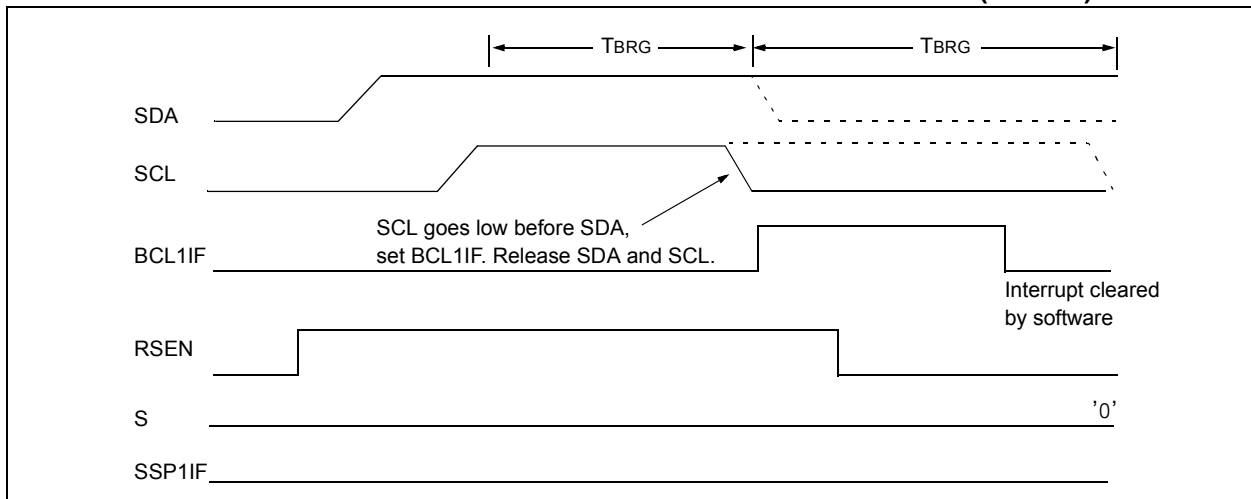 TBRG TBRG
SDA
SCL
SCL goes low before SDA,
set BCL1IF. Release SDA and SCL.
BCL1IF
Interrupt cleared
by software
RSEN
S '0'
SSP1IF